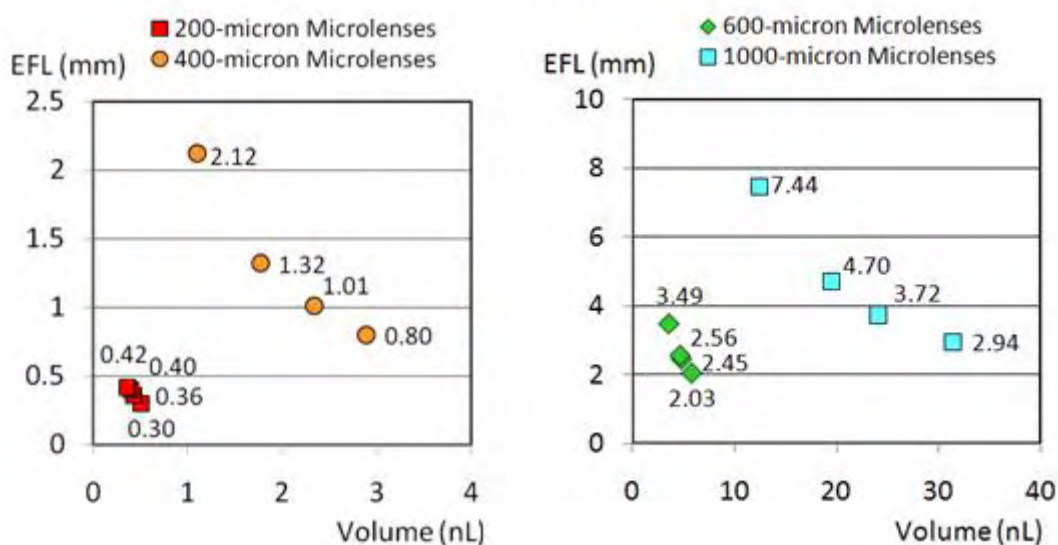 200-micron Microlenses
400-micron Microlenses
EFL (mm)
2.5
2
1.5
1
0.5
0
2.12
1.32
1.01
0.80
0.42
0.40
0.36
0.30
0 1 2 3 4
Volume (nL)
600-micron Microlenses
1000-micron Microlenses
EFL (mm)
10
8
6
4
2
0
7.44
4.70
3.72
2.94
3.49
2.56
2.45
2.03
0 10 20 30 40
Volume (nL)